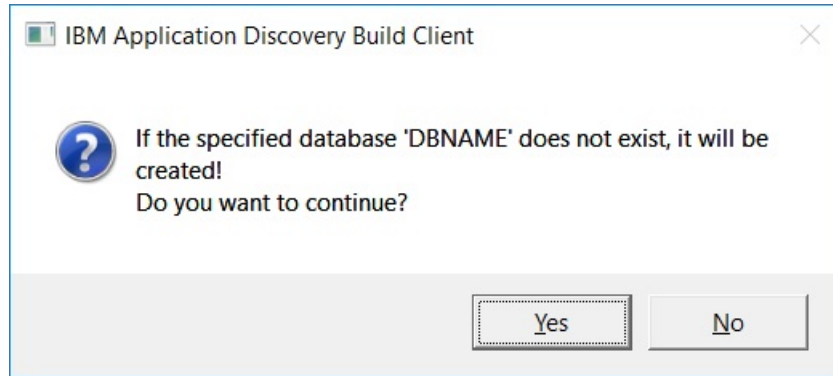 IBM Application Discovery Build Client
If the specified database 'DBNAME' does not exist, it will be
created!
Do you want to continue?
Yes
No